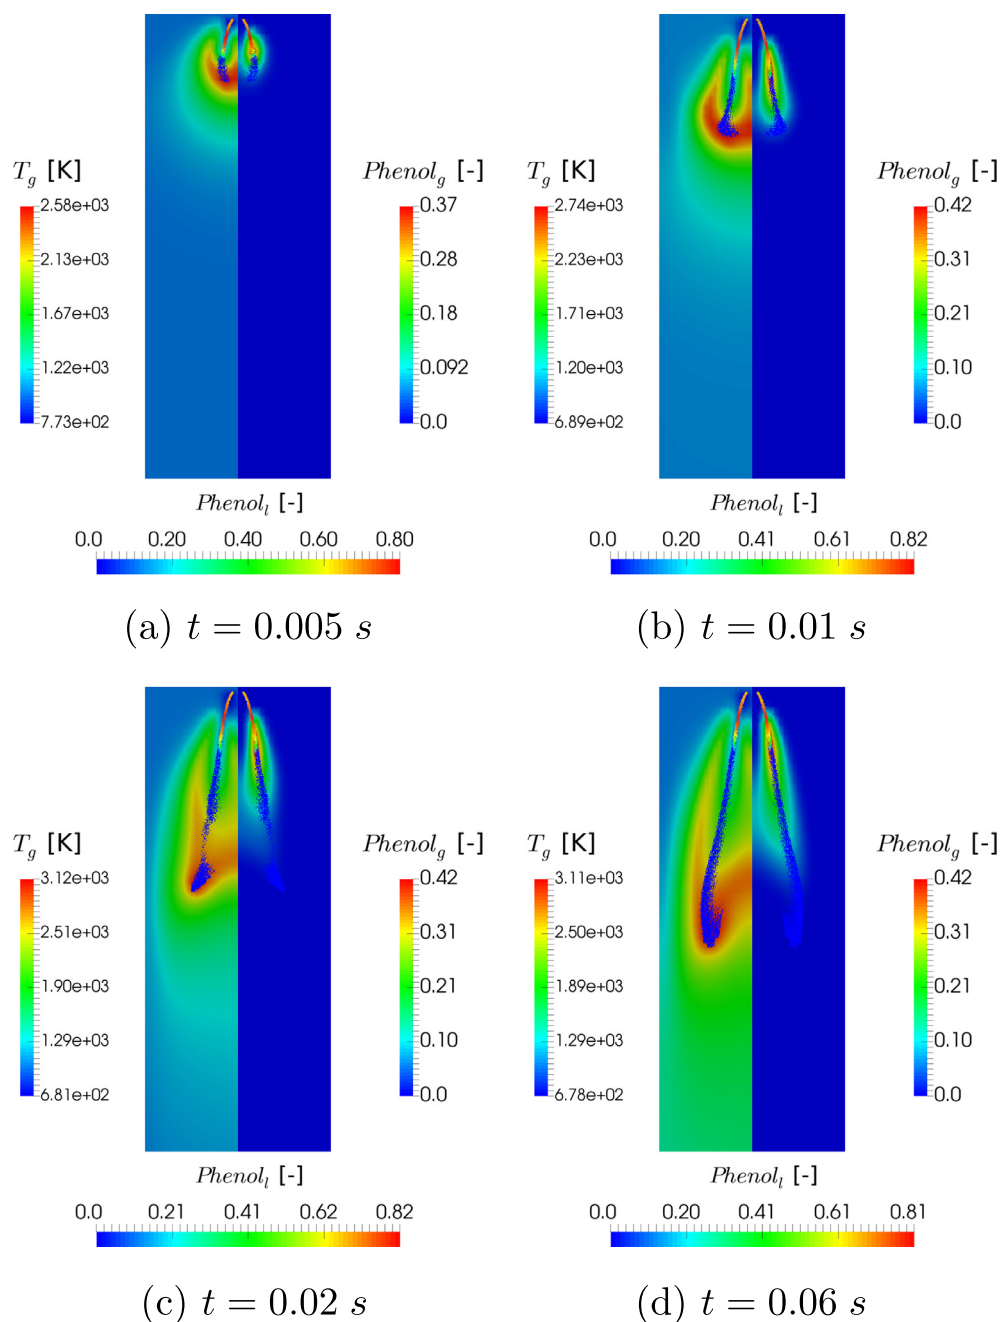 T_g [K]
2.58e+03
2.13e+03
1.67e+03
1.22e+03
7.73e+02
Phenol_g [-]
0.37
0.28
0.18
0.092
0.0
Phenol_l [-]
0.0 0.20 0.40 0.60 0.80
(a) t = 0.005 s
T_g [K]
2.74e+03
2.23e+03
1.71e+03
1.20e+03
6.89e+02
Phenol_g [-]
0.42
0.31
0.21
0.10
0.0
Phenol_l [-]
0.0 0.20 0.41 0.61 0.82
(b) t = 0.01 s
T_g [K]
3.12e+03
2.51e+03
1.90e+03
1.29e+03
6.81e+02
Phenol_g [-]
0.42
0.31
0.21
0.10
0.0
Phenol_l [-]
0.0 0.21 0.41 0.62 0.82
(c) t = 0.02 s
T_g [K]
3.11e+03
2.50e+03
1.89e+03
1.29e+03
6.78e+02
Phenol_g [-]
0.42
0.31
0.21
0.10
0.0
Phenol_l [-]
0.0 0.20 0.41 0.61 0.81
(d) t = 0.06 s